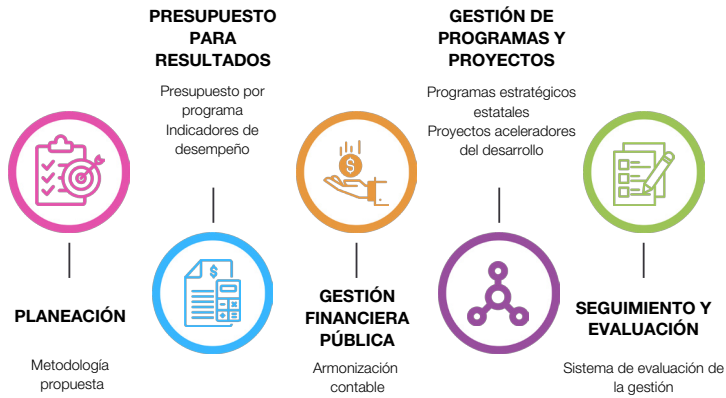 PLANEACIÓN
Metodología
propuesta
PRESUPUESTO
PARA
RESULTADOS
Presupuesto por
programa
Indicadores de
desempeño
$
$
GESTIÓN
FINANCIERA
PÚBLICA
Armonización
contable
GESTIÓN DE
PROGRAMAS Y
PROYECTOS
Programas estratégicos
estatales
Proyectos aceleradores
del desarrollo
SEGUIMIENTO Y
EVALUACIÓN
Sistema de evaluación de
la gestión